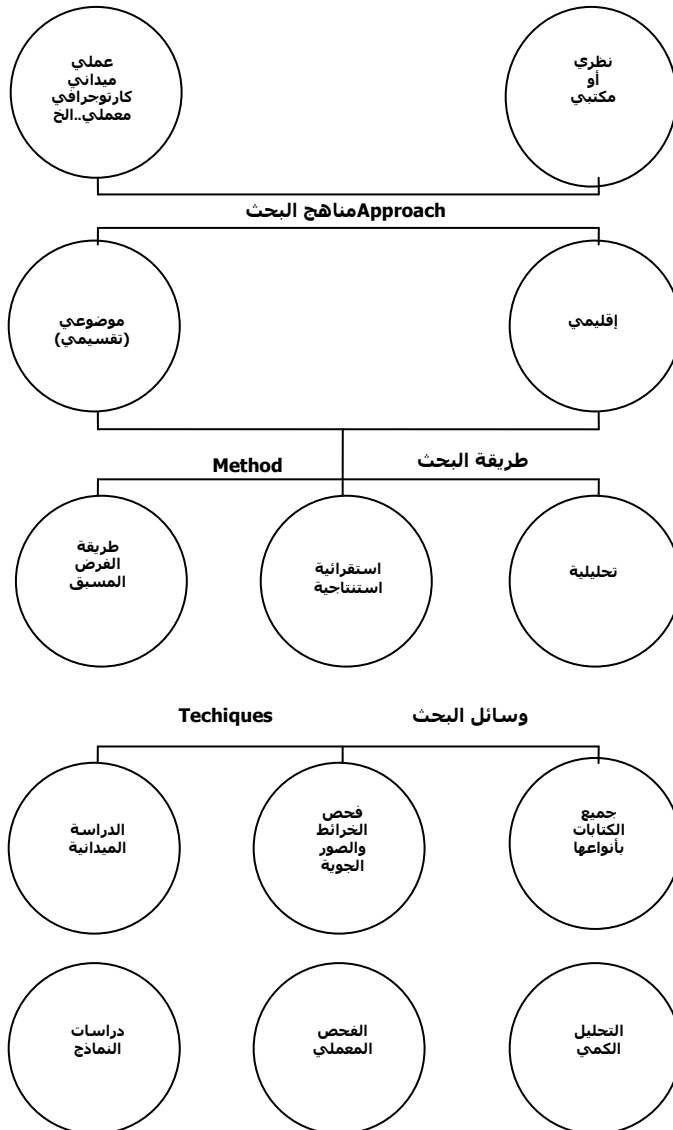 نظري
أو
مكتبي
عملي
ميداني
كارتوجرافي
معملي..الخ
مناهج البحثApproach
إقليمي
موضوعي
(تقسيمي)
طريقة البحث Method
تحليلية
استقرائية
استنتاجية
طريقة
الفرض
المسبق
وسائل البحث Techiques
جميع
الكتابات
بأنواعها
فحص
الخرائط
والصور
الجوية
الدراسة
الميدانية
التحليل
الكمي
الفحص
المعملي
دراسات
النماذج